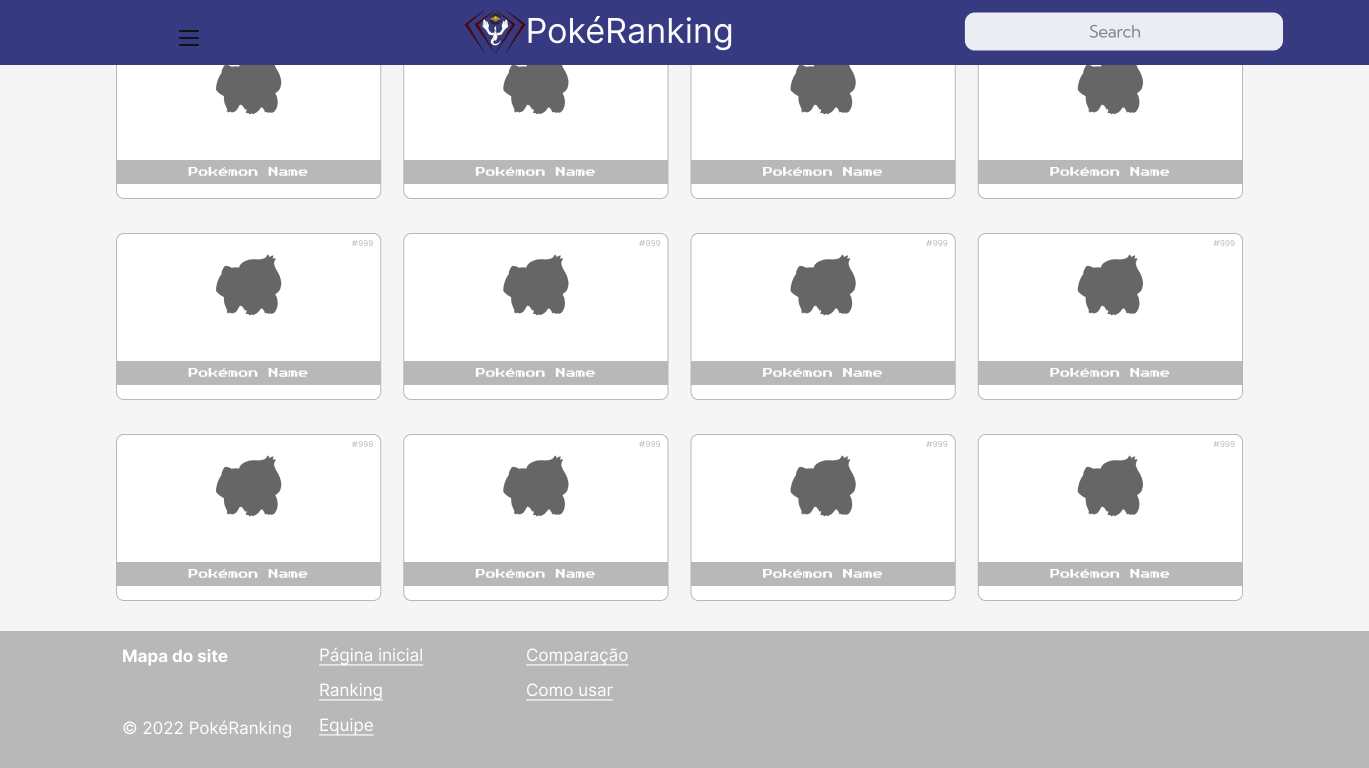 PokéRanking
Search
Pokémon Name Pokémon Name Pokémon Name Pokémon Name
#999 #999 #999 #999
Pokémon Name Pokémon Name Pokémon Name Pokémon Name
#999 #999 #999 #999
Pokémon Name Pokémon Name Pokémon Name Pokémon Name
Mapa do site
© 2022 PokéRanking
Página inicial
Ranking
Equipe
Comparação
Como usar